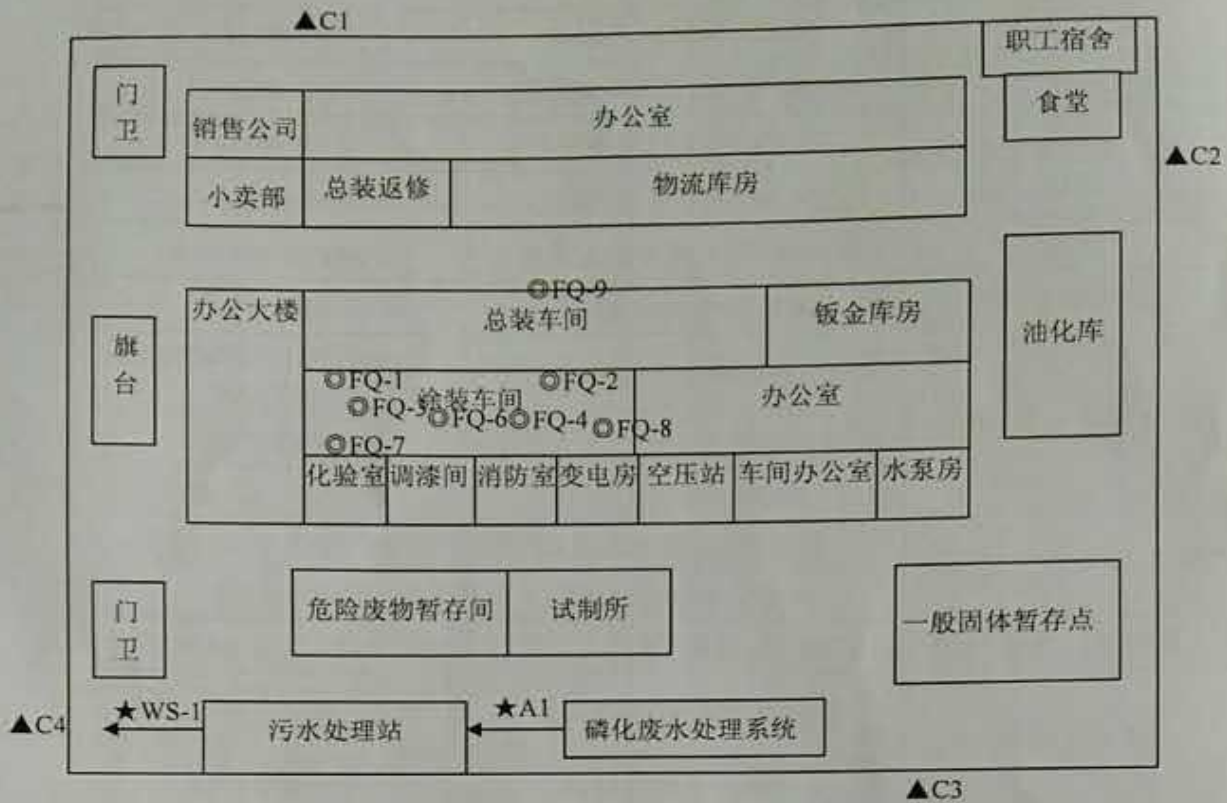 ▲C1
职工宿舍
门卫
销售公司
办公室
食堂
▲C2
小卖部
总装返修
物流库房
◎FQ-9
办公大楼
总装车间
钣金库房
旗台
油化库
◎FQ-1
◎FQ-2
涂装车间
办公室
◎FQ-3
◎FQ-6
◎FQ-4
◎FQ-8
◎FQ-7
化验室
调漆间
消防室
变电房
空压站
车间办公室
水泵房
门卫
危险废物暂存间
试制所
一般固体暂存点
▲C4
★WS-1
污水处理站
★A1
磷化废水处理系统
▲C3